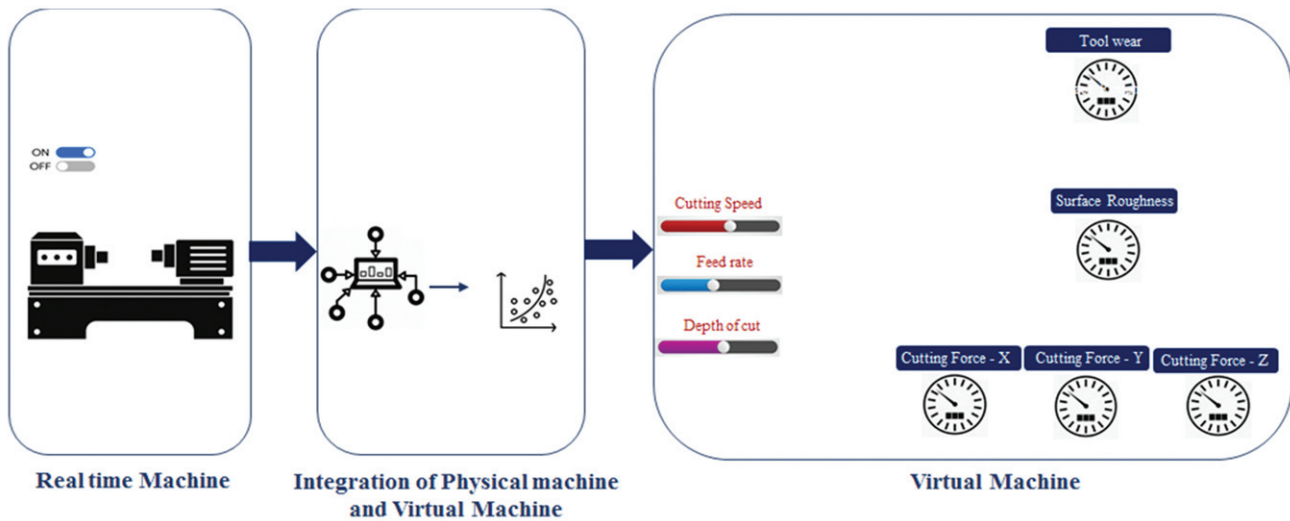 ON
OFF
Real time Machine
Integration of Physical machine
and Virtual Machine
Tool wear
Surface Roughness
Cutting Speed
Feed rate
Depth of cut
Cutting Force - X
Cutting Force - Y
Cutting Force - Z
Virtual Machine